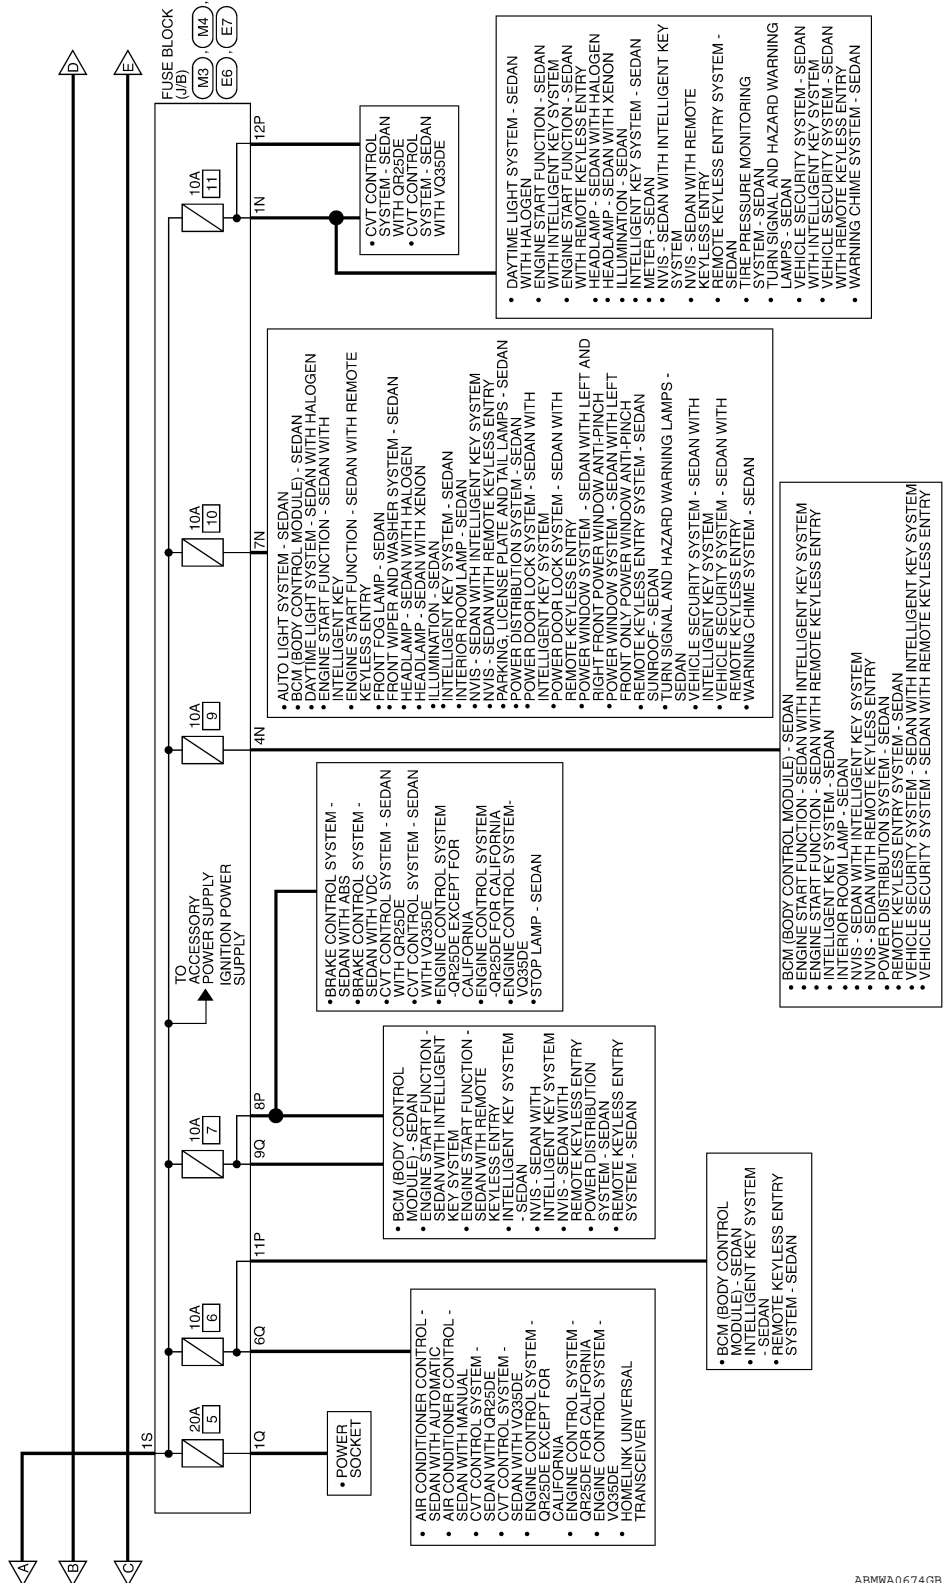 A
B
C
D
E
FUSE BLOCK
(J/B)
M3 , M4 ,
E6 , E7
1S
20A
5
1Q
• POWER
SOCKET
10A
6
6Q
11P
• AIR CONDITIONER CONTROL -
SEDAN WITH AUTOMATIC
• AIR CONDITIONER CONTROL -
SEDAN WITH MANUAL
• CVT CONTROL SYSTEM -
SEDAN WITH QR25DE
• CVT CONTROL SYSTEM -
SEDAN WITH VQ35DE
• ENGINE CONTROL SYSTEM -
QR25DE EXCEPT FOR
CALIFORNIA
• ENGINE CONTROL SYSTEM -
QR25DE FOR CALIFORNIA
• ENGINE CONTROL SYSTEM -
VQ35DE
• HOMELINK UNIVERSAL
TRANSCEIVER
• BCM (BODY CONTROL
MODULE) - SEDAN
• INTELLIGENT KEY SYSTEM
- SEDAN
• REMOTE KEYLESS ENTRY
SYSTEM - SEDAN
10A
7
9Q
8P
• BCM (BODY CONTROL
MODULE) - SEDAN
• ENGINE START FUNCTION -
SEDAN WITH INTELLIGENT
KEY SYSTEM
• ENGINE START FUNCTION -
SEDAN WITH REMOTE
KEYLESS ENTRY
• INTELLIGENT KEY SYSTEM
- SEDAN
• NVIS - SEDAN WITH
INTELLIGENT KEY SYSTEM
• NVIS - SEDAN WITH
REMOTE KEYLESS ENTRY
• POWER DISTRIBUTION
SYSTEM - SEDAN
• REMOTE KEYLESS ENTRY
SYSTEM - SEDAN
• BRAKE CONTROL SYSTEM -
SEDAN WITH ABS
• BRAKE CONTROL SYSTEM -
SEDAN WITH VDC
• CVT CONTROL SYSTEM - SEDAN
WITH QR25DE
• CVT CONTROL SYSTEM - SEDAN
WITH VQ35DE
• ENGINE CONTROL SYSTEM
-QR25DE EXCEPT FOR
CALIFORNIA
• ENGINE CONTROL SYSTEM
-QR25DE FOR CALIFORNIA
• ENGINE CONTROL SYSTEM-
VQ35DE
• STOP LAMP - SEDAN
TO
ACCESSORY
POWER SUPPLY
IGNITION POWER
SUPPLY
10A
9
4N
• BCM (BODY CONTROL MODULE) - SEDAN
• ENGINE START FUNCTION - SEDAN WITH INTELLIGENT KEY SYSTEM
• ENGINE START FUNCTION - SEDAN WITH REMOTE KEYLESS ENTRY
• INTELLIGENT KEY SYSTEM - SEDAN
• INTERIOR ROOM LAMP - SEDAN
• NVIS - SEDAN WITH INTELLIGENT KEY SYSTEM
• NVIS - SEDAN WITH REMOTE KEYLESS ENTRY
• POWER DISTRIBUTION SYSTEM - SEDAN
• REMOTE KEYLESS ENTRY SYSTEM - SEDAN
• VEHICLE SECURITY SYSTEM - SEDAN WITH INTELLIGENT KEY SYSTEM
• VEHICLE SECURITY SYSTEM - SEDAN WITH REMOTE KEYLESS ENTRY
10A
10
7N
• AUTO LIGHT SYSTEM - SEDAN
• BCM (BODY CONTROL MODULE) - SEDAN
• DAYTIME LIGHT SYSTEM - SEDAN WITH HALOGEN
• ENGINE START FUNCTION - SEDAN WITH
INTELLIGENT KEY
• ENGINE START FUNCTION - SEDAN WITH REMOTE
KEYLESS ENTRY
• FRONT FOG LAMP - SEDAN
• FRONT WIPER AND WASHER SYSTEM - SEDAN
• HEADLAMP - SEDAN WITH HALOGEN
• HEADLAMP - SEDAN WITH XENON
• ILLUMINATION - SEDAN
• INTELLIGENT KEY SYSTEM - SEDAN
• INTERIOR ROOM LAMP - SEDAN
• NVIS - SEDAN WITH INTELLIGENT KEY SYSTEM
• NVIS - SEDAN WITH REMOTE KEYLESS ENTRY
• PARKING, LICENSE PLATE AND TAIL LAMPS - SEDAN
• POWER DISTRIBUTION SYSTEM - SEDAN
• POWER DOOR LOCK SYSTEM - SEDAN WITH
INTELLIGENT KEY SYSTEM
• POWER DOOR LOCK SYSTEM - SEDAN WITH
REMOTE KEYLESS ENTRY
• POWER WINDOW SYSTEM - SEDAN WITH LEFT AND
RIGHT FRONT POWER WINDOW ANTI-PINCH
• POWER WINDOW SYSTEM - SEDAN WITH LEFT
FRONT ONLY POWER WINDOW ANTI-PINCH
• REMOTE KEYLESS ENTRY SYSTEM - SEDAN
• SUNROOF - SEDAN
• TURN SIGNAL AND HAZARD WARNING LAMPS -
SEDAN
• VEHICLE SECURITY SYSTEM - SEDAN WITH
INTELLIGENT KEY SYSTEM
• VEHICLE SECURITY SYSTEM - SEDAN WITH
REMOTE KEYLESS ENTRY
• WARNING CHIME SYSTEM - SEDAN
10A
11
1N
12P
• CVT CONTROL
SYSTEM - SEDAN
WITH QR25DE
• CVT CONTROL
SYSTEM - SEDAN
WITH VQ35DE
• DAYTIME LIGHT SYSTEM - SEDAN
WITH HALOGEN
• ENGINE START FUNCTION - SEDAN
WITH INTELLIGENT KEY SYSTEM
• ENGINE START FUNCTION - SEDAN
WITH REMOTE KEYLESS ENTRY
• HEADLAMP - SEDAN WITH HALOGEN
• HEADLAMP - SEDAN WITH XENON
• ILLUMINATION - SEDAN
• INTELLIGENT KEY SYSTEM - SEDAN
• METER - SEDAN
• NVIS - SEDAN WITH INTELLIGENT KEY
SYSTEM
• NVIS - SEDAN WITH REMOTE
KEYLESS ENTRY
• REMOTE KEYLESS ENTRY SYSTEM -
SEDAN
• TIRE PRESSURE MONITORING
SYSTEM - SEDAN
• TURN SIGNAL AND HAZARD WARNING
LAMPS - SEDAN
• VEHICLE SECURITY SYSTEM - SEDAN
WITH INTELLIGENT KEY SYSTEM
• VEHICLE SECURITY SYSTEM - SEDAN
WITH REMOTE KEYLESS ENTRY
• WARNING CHIME SYSTEM - SEDAN
ABMWA0674GB